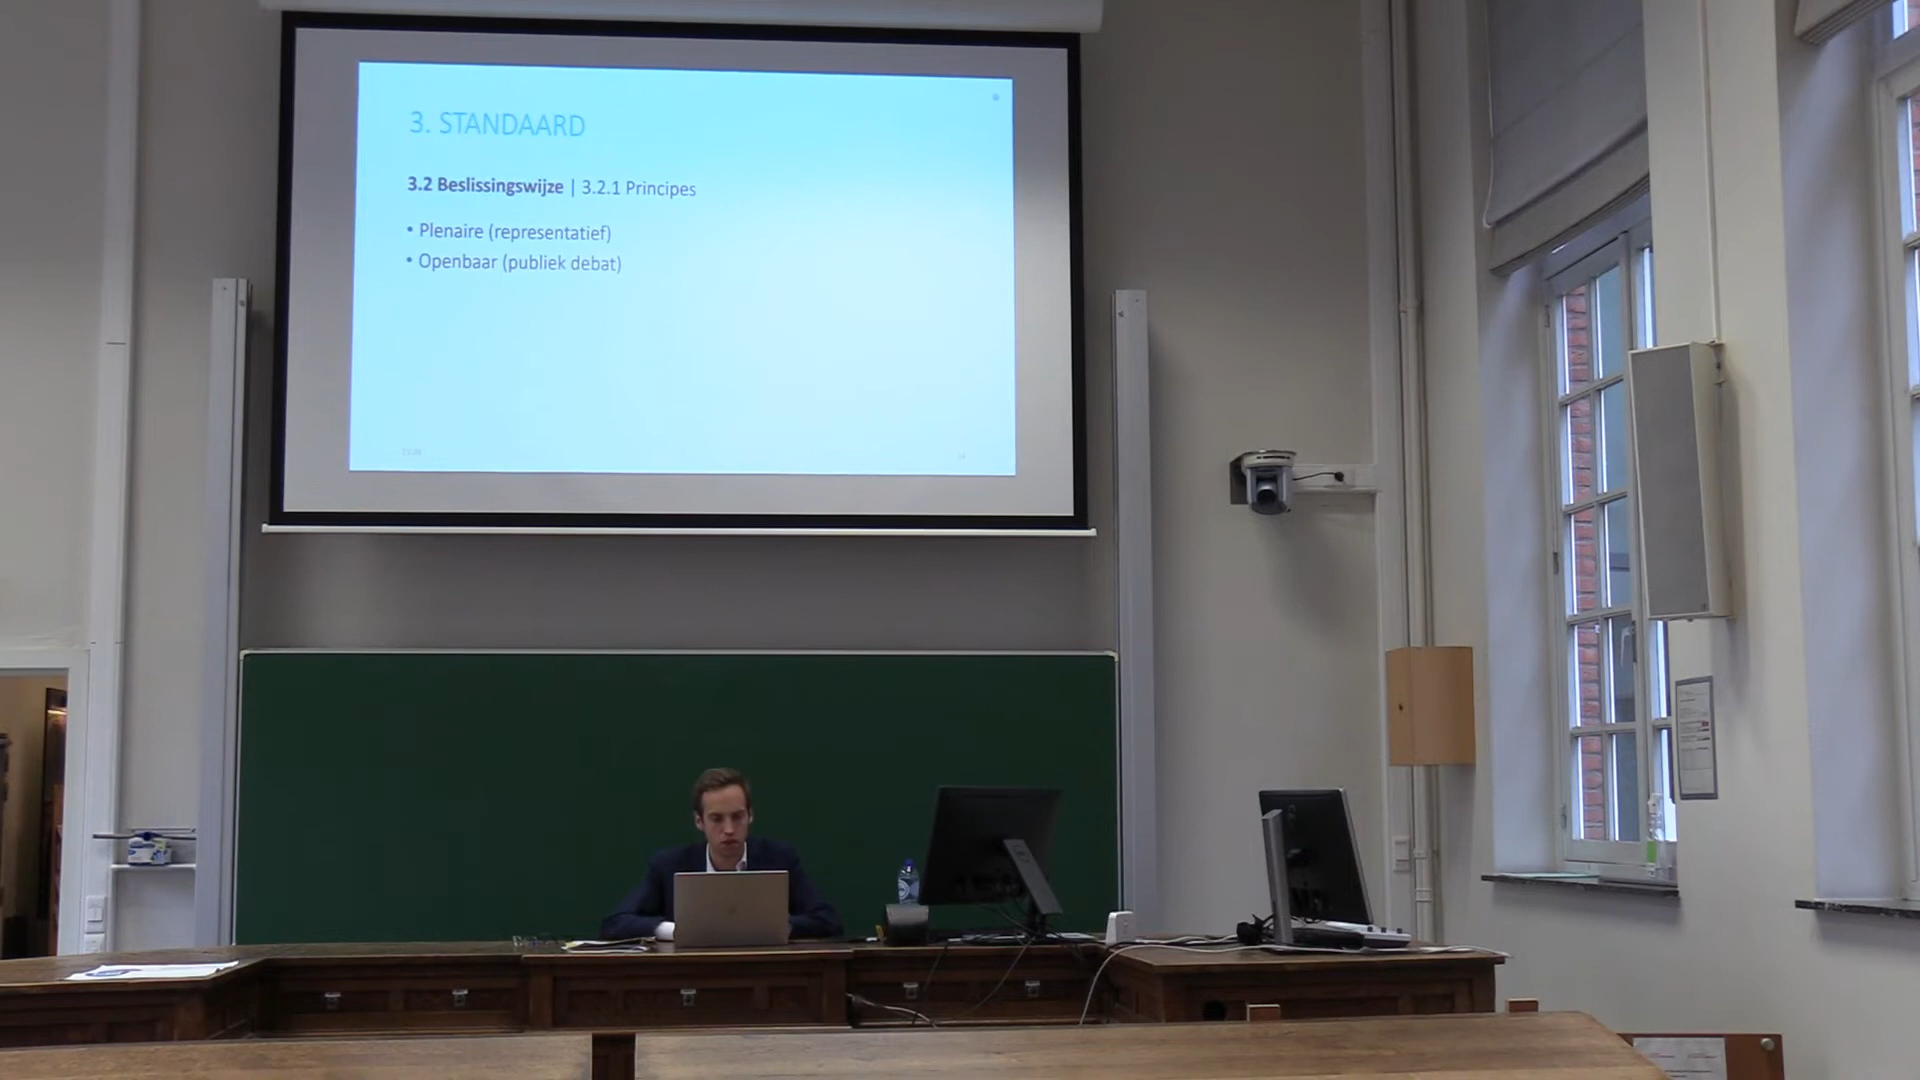 3. STANDAARD
3.2 Beslissingswijze | 3.2.1 Principes
• Plenaire (representatief)
• Openbaar (publiek debat)